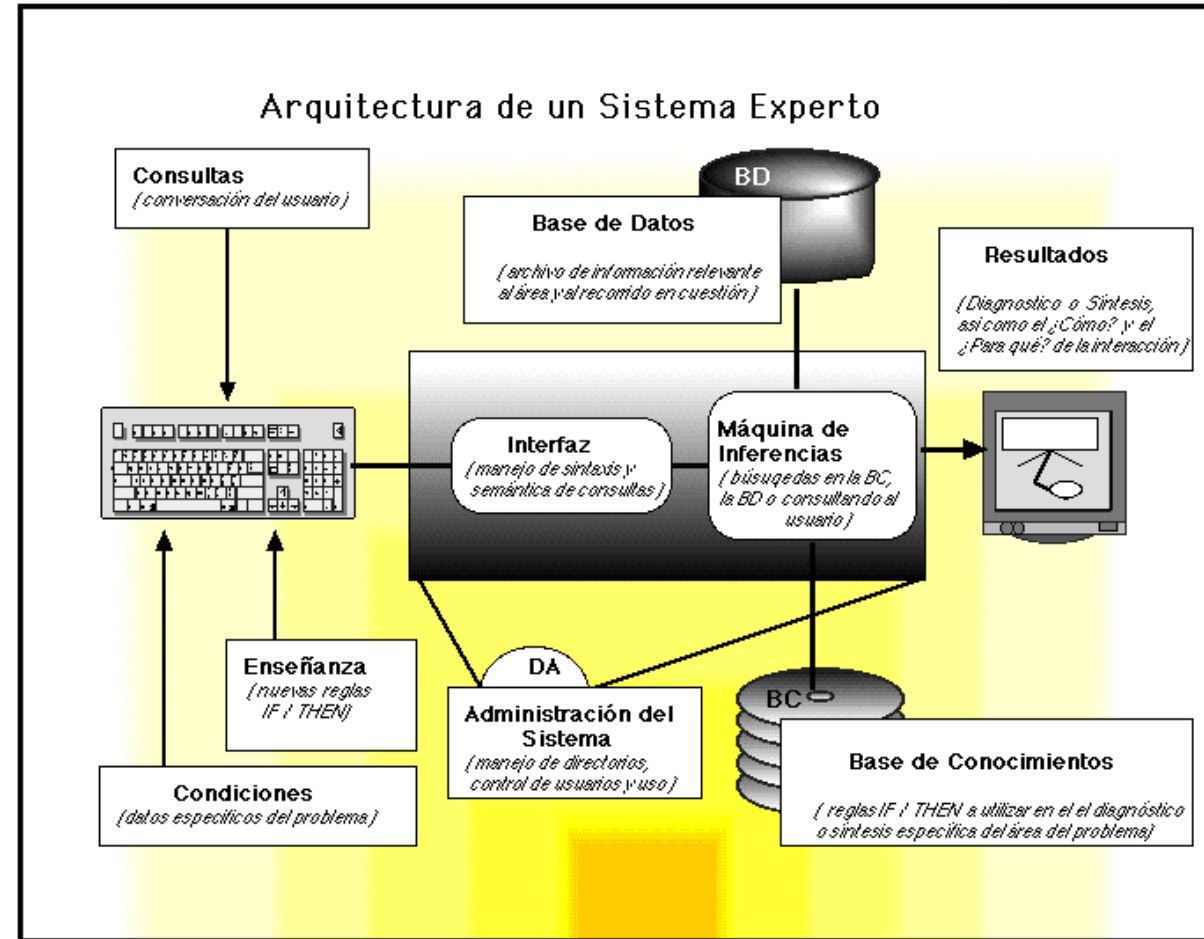 Arquitectura de un Sistema Experto
Consultas
(conversación del usuario)
BD
Base de Datos
(archivo de información relevante
al área y al recorrido en cuestión)
Resultados
(Diagnostico o Síntesis,
así como el ¿Cómo? y el
¿Para qué? de la interacción)
Interfaz
(manejo de sintaxis y
semántica de consultas)
Máquina de
Inferencias
(búsuqedas en la BC,
la BD o consultando al
usuario)
Enseñanza
(nuevas reglas
IF / THEN)
Condiciones
(datos específicos del problema)
DA
Administración del
Sistema
(manejo de directorios,
control de usuarios y uso)
BC
Base de Conocimientos
(reglas IF / THEN a utilizar en el el diagnóstico
o síntesis específica del área del problema)